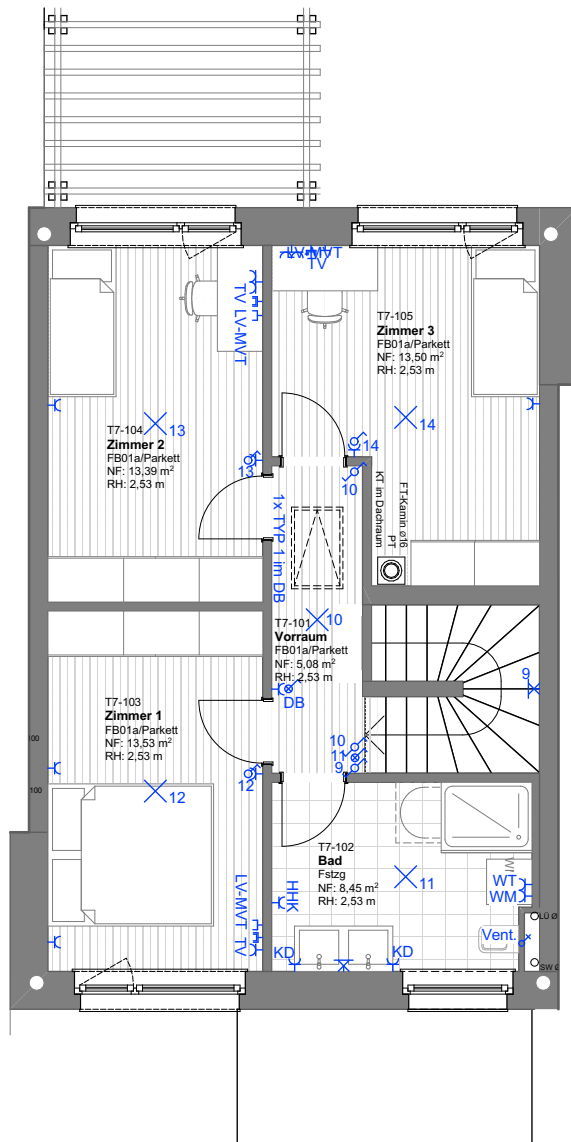 LV-MVT
TV
TV LV-MVT
T7-105
Zimmer 3
FB01a/Parkett
NF: 13,50 m²
RH: 2,53 m
14
T7-104
Zimmer 2
FB01a/Parkett
NF: 13,39 m²
RH: 2,53 m
13
13
14
10
1x TYP 1 im DB
FT-Kamin ø16
PT
KT im Dachraum
10
T7-101
Vorraum
FB01a/Parkett
NF: 5,08 m²
RH: 2,53 m
DB
9
T7-103
Zimmer 1
FB01a/Parkett
NF: 13,53 m²
RH: 2,53 m
12
12
10
11
9
100
T7-102
Bad
Fstzg
NF: 8,45 m²
RH: 2,53 m
11
WT
WM
HHK
LV-MVT
TV
KD
KD
Vent.
LÜ Ø
SW Ø